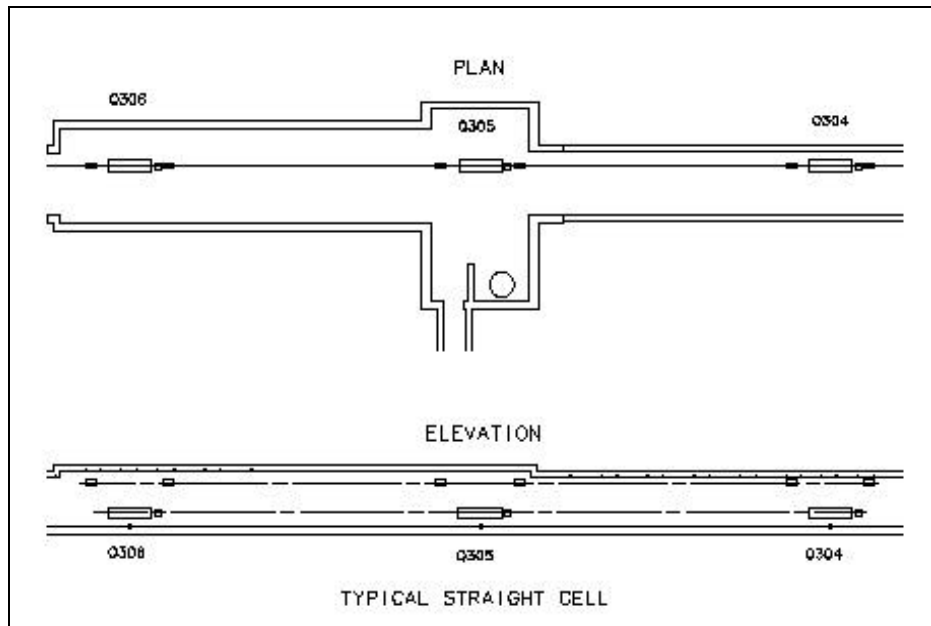 PLAN
Q306
Q305
Q304
ELEVATION
Q306
Q305
Q304
TYPICAL STRAIGHT CELL